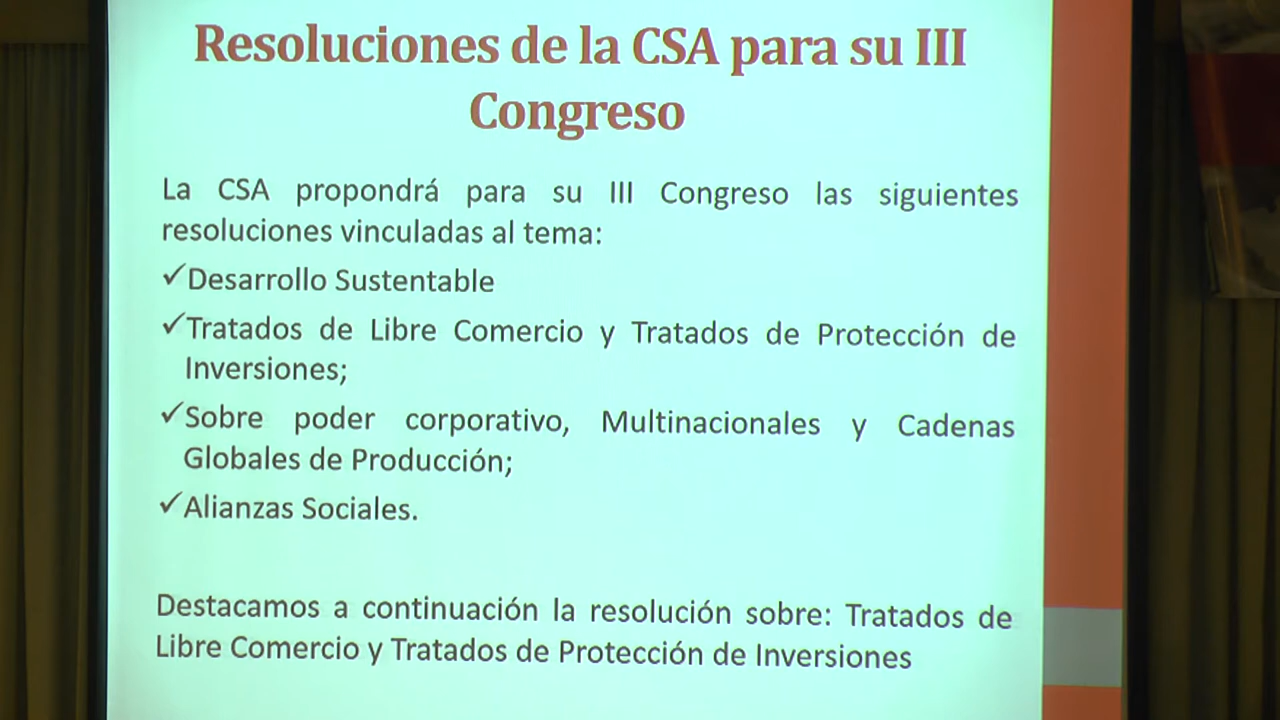 Resoluciones de la CSA para su III
Congreso
La CSA propondrá para su III Congreso las siguientes
resoluciones vinculadas al tema:
✓Desarrollo Sustentable
✓Tratados de Libre Comercio y Tratados de Protección de
Inversiones;
✓Sobre poder corporativo, Multinacionales y Cadenas
Globales de Producción;
✓Alianzas Sociales.
Destacamos a continuación la resolución sobre: Tratados de
Libre Comercio y Tratados de Protección de Inversiones